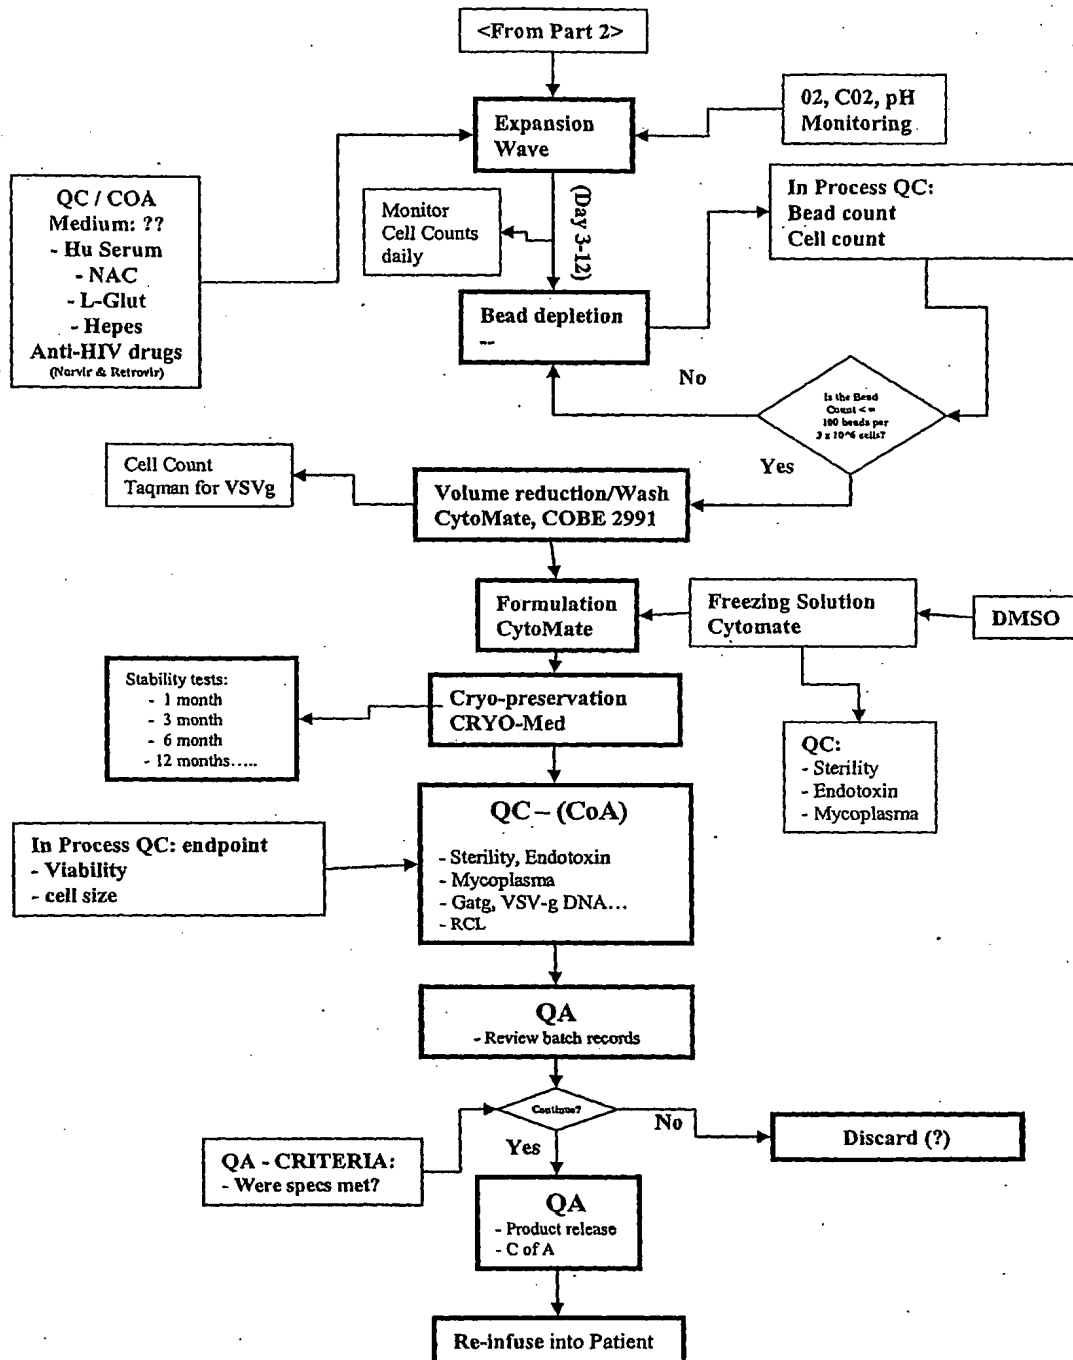 <From Part 2>
Expansion
Wave
02, C02, pH
Monitoring
QC / COA
Medium: ??
- Hu Serum
- NAC
- L-Glut
- Hepes
Anti-HIV drugs
(Norvir & Retrovir)
Monitor
Cell Counts
daily
(Day 3-12)
In Process QC:
Bead count
Cell count
Bead depletion
--
No
Is the Bead
Count < =
100 beads per
3 x 10^6 cells?
Yes
Cell Count
Taqman for VSVg
Volume reduction/Wash
CytoMate, COBE 2991
Formulation
CytoMate
Freezing Solution
Cytomate
DMSO
Stability tests:
- 1 month
- 3 month
- 6 month
- 12 months.....
Cryo-preservation
CRYO-Med
QC:
- Sterility
- Endotoxin
- Mycoplasma
QC – (CoA)
- Sterility, Endotoxin
- Mycoplasma
- Gatg, VSV-g DNA...
- RCL
In Process QC: endpoint
- Viability
- cell size
QA
- Review batch records
Continue?
No
Discard (?)
Yes
QA - CRITERIA:
- Were specs met?
QA
- Product release
- C of A
Re-infuse into Patient